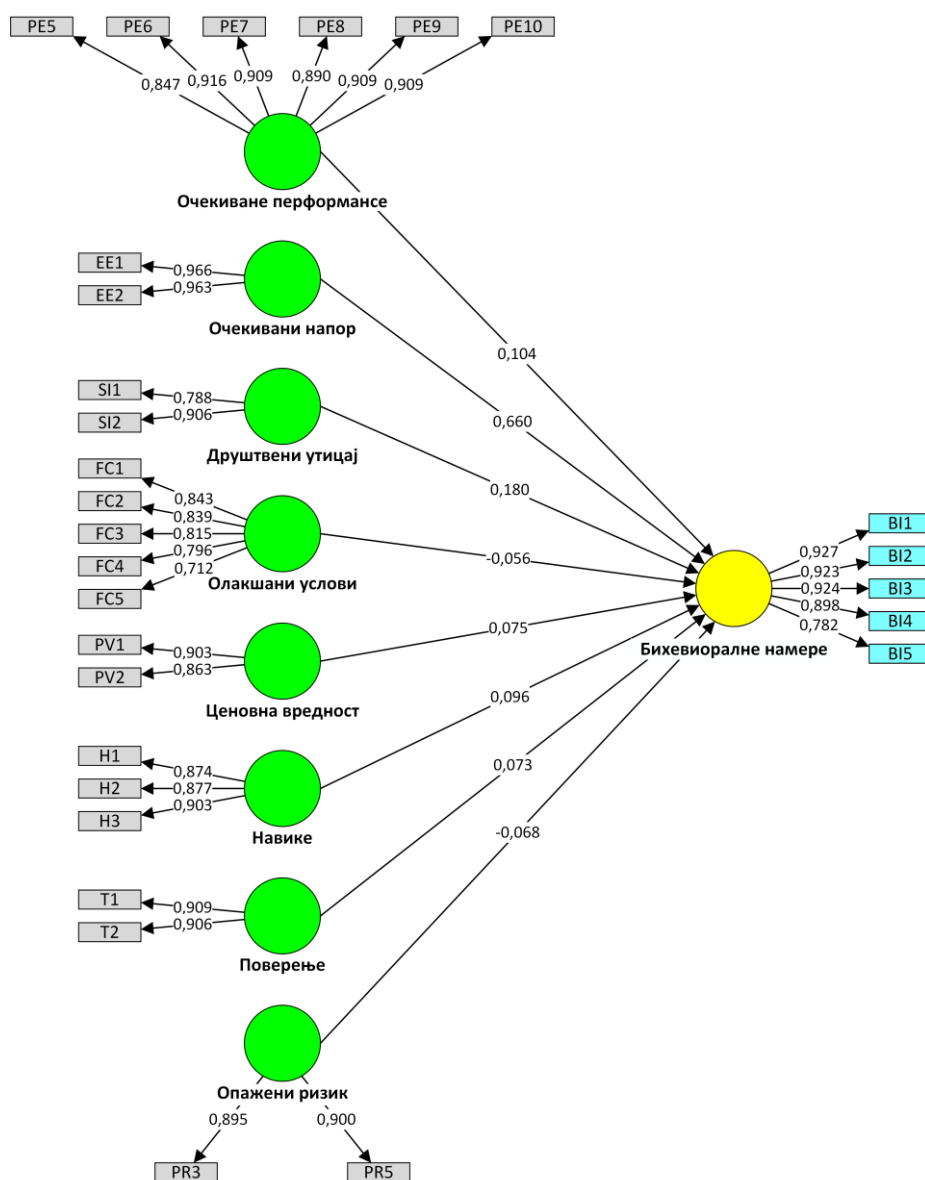 PE5 PE6 PE7 PE8 PE9 PE10
0,847 0,916 0,909 0,890 0,909 0,909
Очекиване перформансе
EE1
0,966
EE2
0,963
Очекивани напор
0,104
0,660
SI1
0,788
SI2
0,906
Друштвени утицај
0,180
FC1
0,843
FC2
0,839
FC3
0,815
FC4
0,796
FC5
0,712
Олакшани услови
-0,056
PV1
0,903
PV2
0,863
Ценовна вредност
0,075
BI1
0,927
BI2
0,923
BI3
0,924
BI4
0,898
BI5
0,782
Бихевиоралне намере
H1
0,874
H2
0,877
H3
0,903
Навике
0,096
T1
0,909
T2
0,906
Поверење
0,073
-0,068
Опажени ризик
0,895 0,900
PR3 PR5